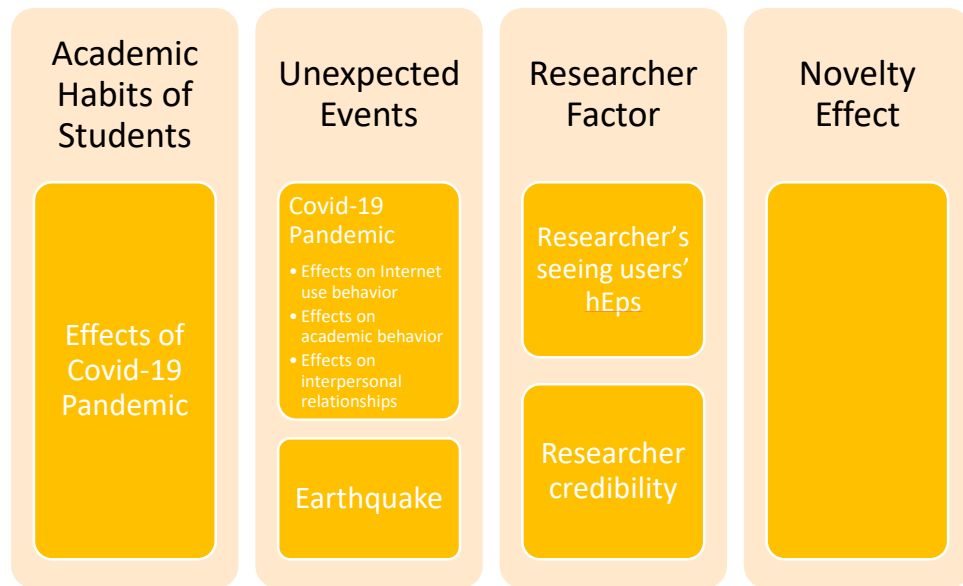 Academic
Habits of
Students
Effects of
Covid-19
Pandemic
Unexpected
Events
Covid-19
Pandemic
• Effects on Internet
use behavior
• Effects on
academic behavior
• Effects on
interpersonal
relationships
Earthquake
Researcher
Factor
Researcher’s
seeing users’
hEps
Researcher
credibility
Novelty
Effect